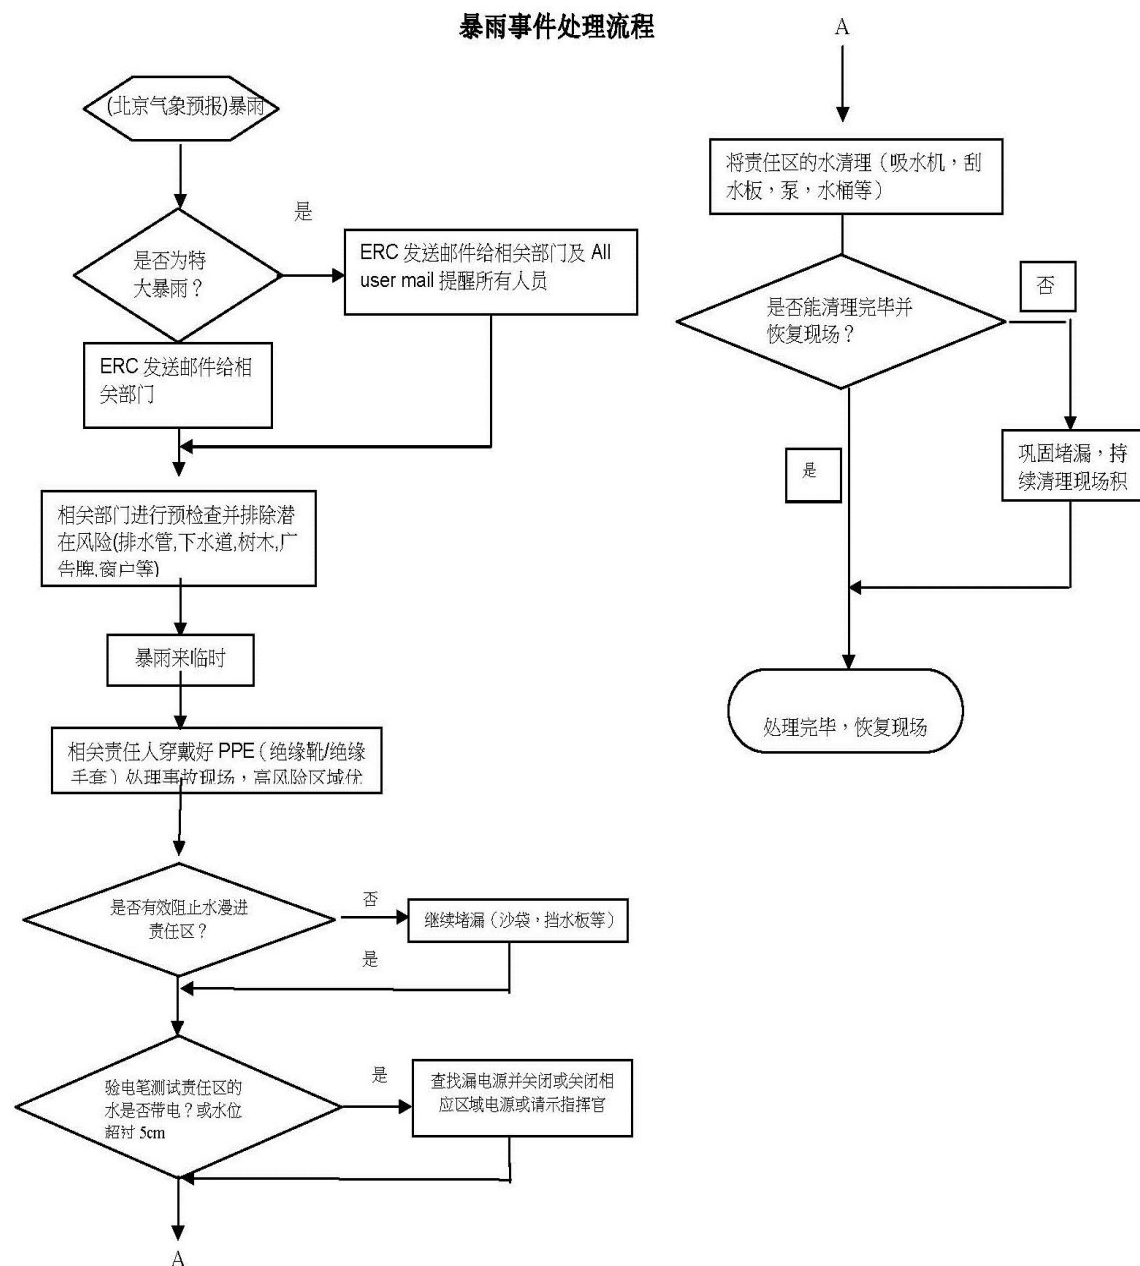 暴雨事件处理流程
(北京气象预报)暴雨
是否为特
大暴雨？
是
ERC 发送邮件给相关部门及 All
user mail 提醒所有人员
ERC 发送邮件给相
关部门
相关部门进行预检查并排除潜
在风险(排水管,下水道,树木,广
告牌,窗户等)
暴雨来临时
相关责任人穿戴好 PPE（绝缘靴/绝缘
手套）处理事故现场，高风险区域优
是否有效阻止水漫进
责任区？
否
继续堵漏（沙袋，挡水板等）
是
验电笔测试责任区的
水是否带电？或水位
超过 5cm
是
查找漏电源并关闭或关闭相
应区域电源或请示指挥官
A
A
将责任区的水清理（吸水机，刮
水板，泵，水桶等）
是否能清理完毕并
恢复现场？
否
是
巩固堵漏，持
续清理现场积
处理完毕，恢复现场